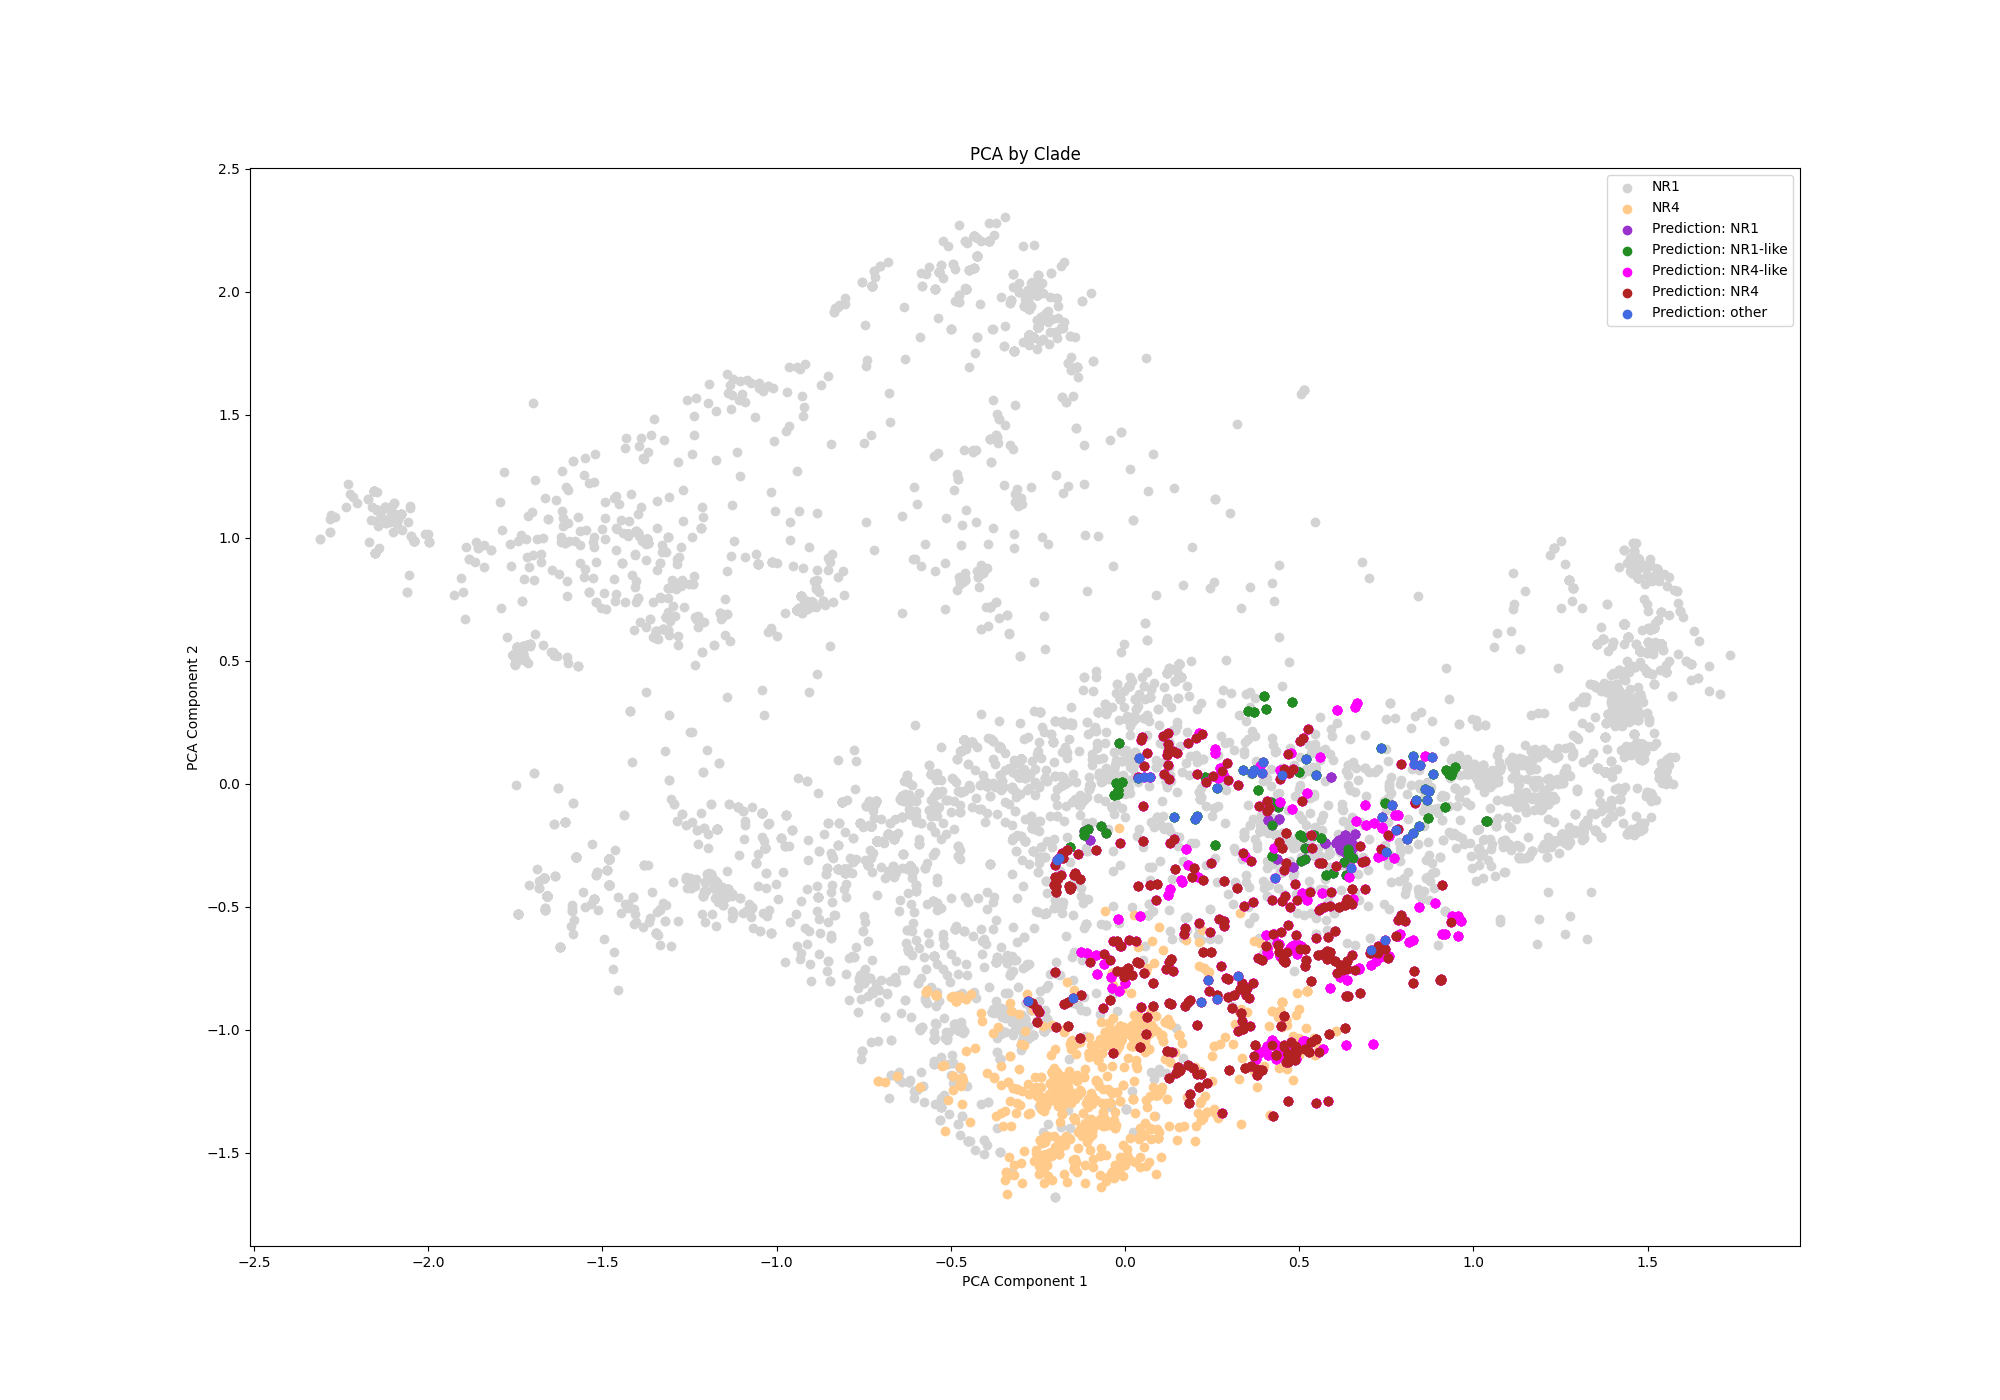 PCA by Clade
2.5
2.0
1.5
1.0
0.5
0.0
−0.5
−1.0
−1.5
PCA Component 2
NR1
NR4
Prediction: NR1
Prediction: NR1-like
Prediction: NR4-like
Prediction: NR4
Prediction: other
−2.5 −2.0 −1.5 −1.0 −0.5 0.0 0.5 1.0 1.5
PCA Component 1